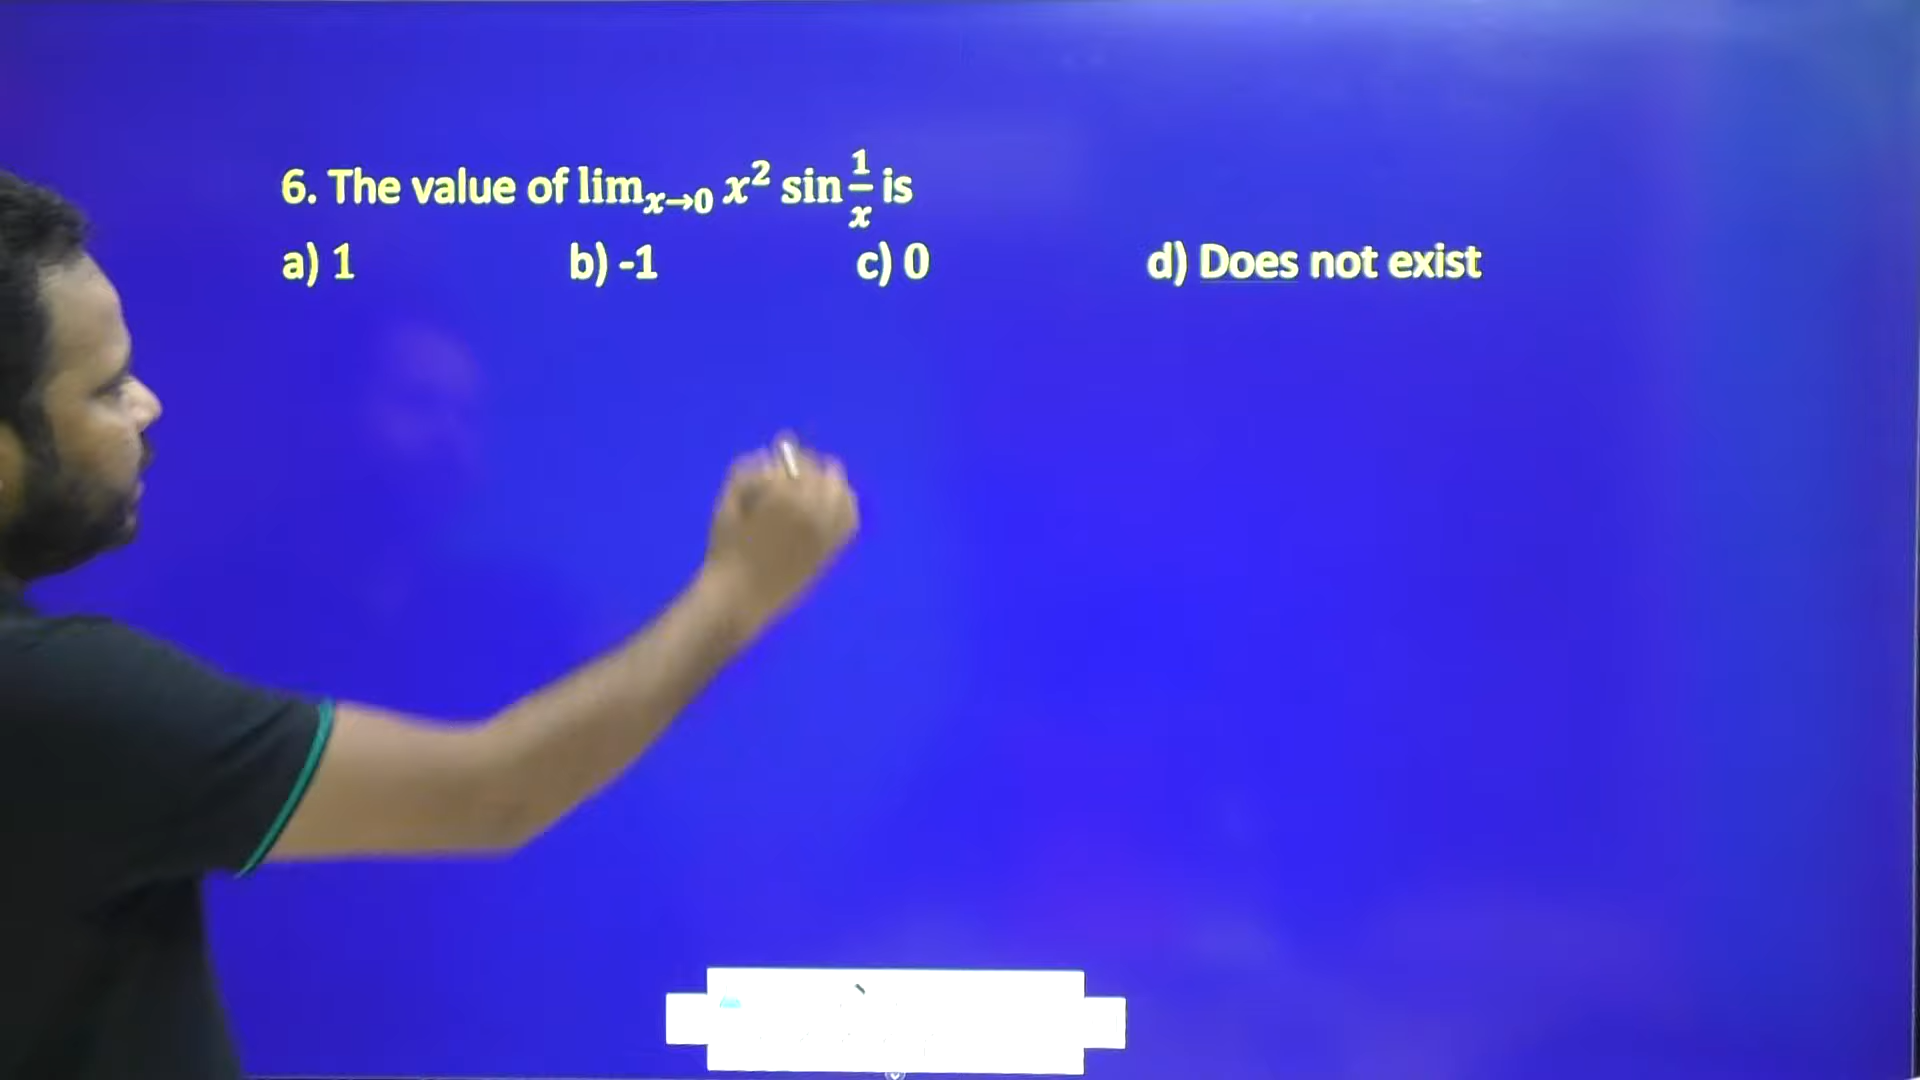 6. The value of lim_{x→0} x² sin 1/x is
a) 1 b) -1 c) 0 d) Does not exist